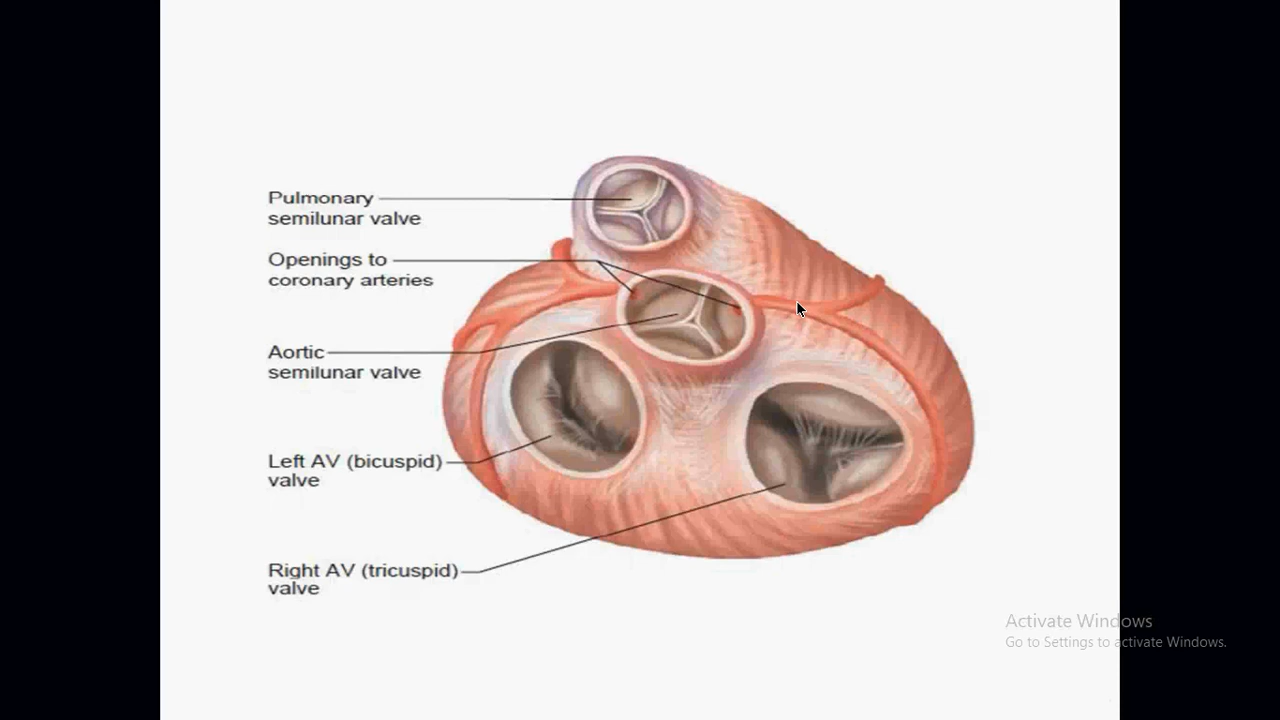 Pulmonary
semilunar valve
Openings to
coronary arteries
Aortic
semilunar valve
Left AV (bicuspid)
valve
Right AV (tricuspid)
valve
Activate Windows
Go to Settings to activate Windows.